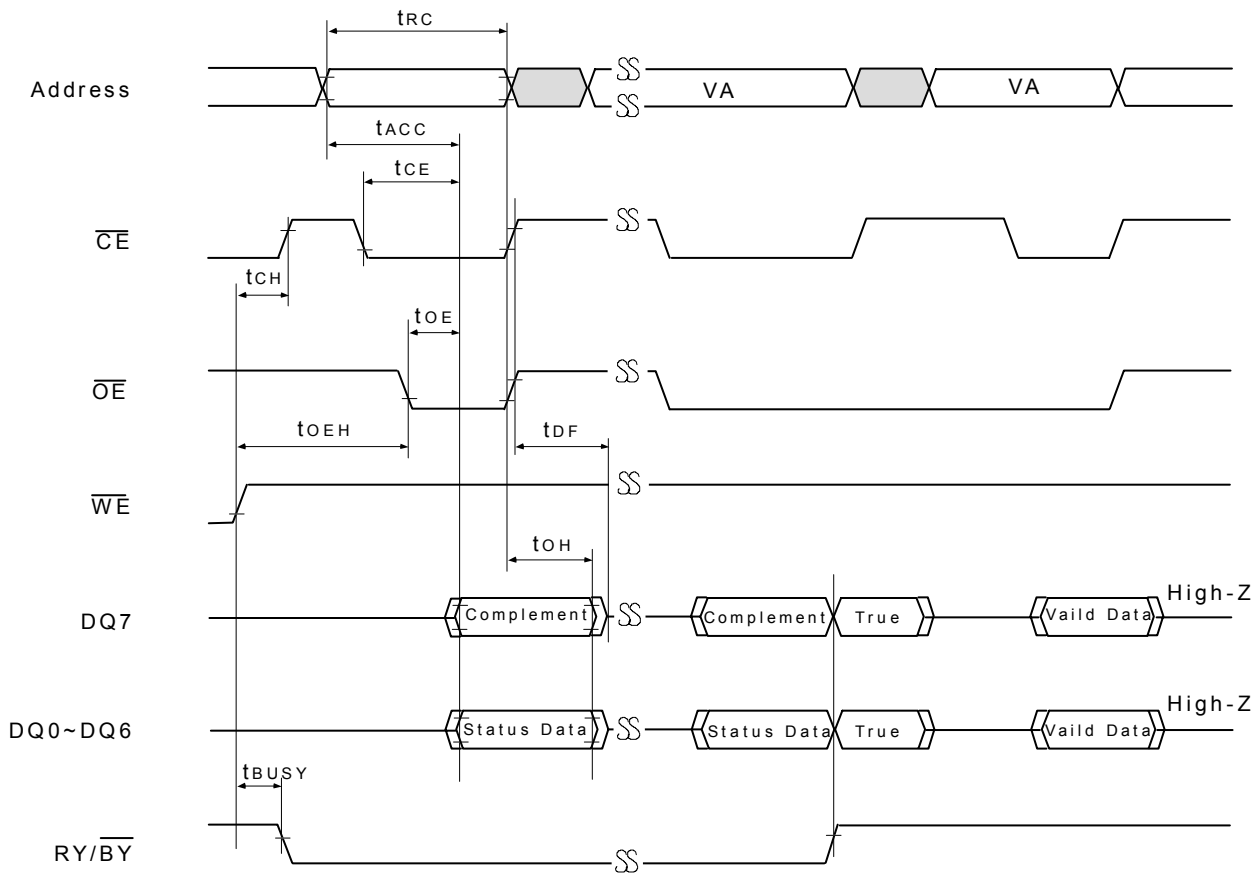 tRC
Address
VA
VA
tACC
tCE
CE
tCH
tOE
OE
tOEH
tDF
WE
tOH
DQ7
Complement
Complement
True
Vaild Data
High-Z
DQ0~DQ6
Status Data
Status Data
True
Vaild Data
High-Z
tBUSY
RY/BY